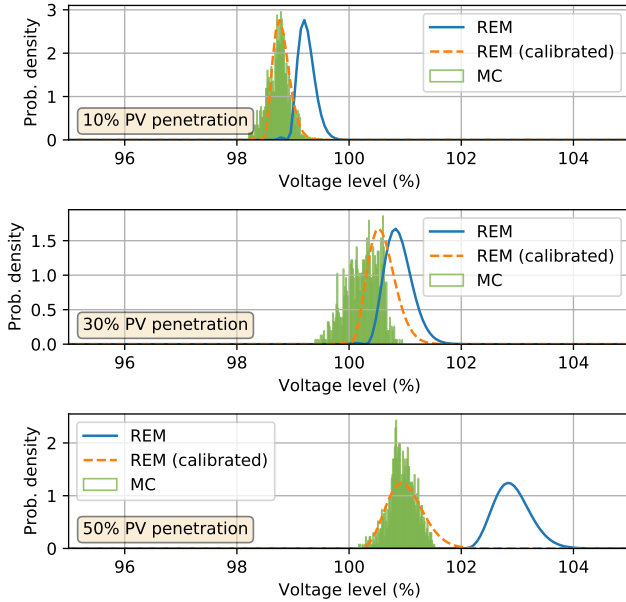 3
2
1
0
Prob. density
REM
REM (calibrated)
MC
10% PV penetration
96 98 100 102 104
Voltage level (%)
1.5
1.0
0.5
0.0
Prob. density
REM
REM (calibrated)
MC
30% PV penetration
96 98 100 102 104
Voltage level (%)
2
1
0
Prob. density
REM
REM (calibrated)
MC
50% PV penetration
96 98 100 102 104
Voltage level (%)